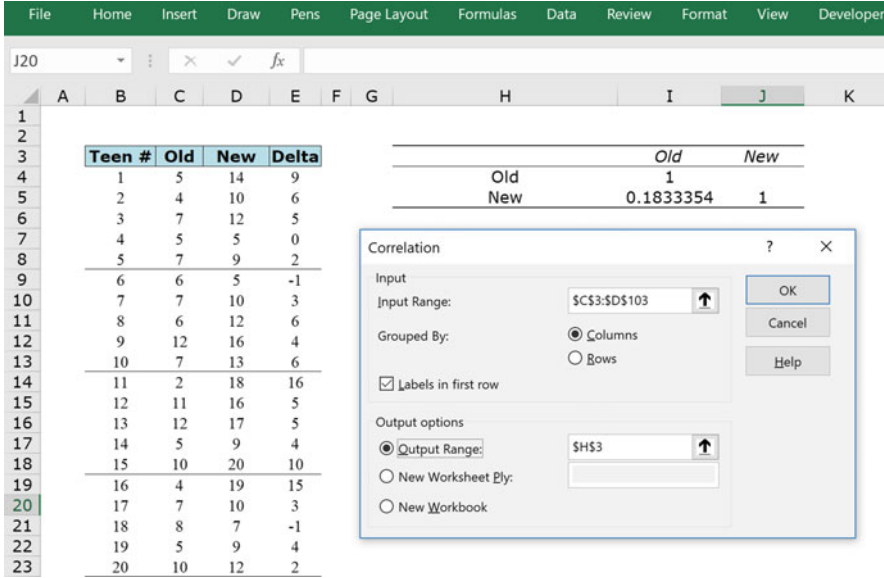 File Home Insert Draw Pens Page Layout Formulas Data Review Format View Developer
J20 fx
A B C D E F G H I J K
1
2
3 Teen # Old New Delta Old New
4 1 5 14 9 Old 1
5 2 4 10 6 New 0.1833354 1
6 3 7 12 5
7 4 5 5 0
8 5 7 9 2
9 6 6 5 -1
10 7 7 10 3
11 8 6 12 6
12 9 12 16 4
13 10 7 13 6
14 11 2 18 16
15 12 11 16 5
16 13 12 17 5
17 14 5 9 4
18 15 10 20 10
19 16 4 19 15
20 17 7 10 3
21 18 8 7 -1
22 19 5 9 4
23 20 10 12 2
Correlation ? ×
Input
Input Range: $C$3:$D$103
Grouped By: Columns
Rows
Labels in first row
OK
Cancel
Help
Output options
Output Range: $H$3
New Worksheet Ply:
New Workbook